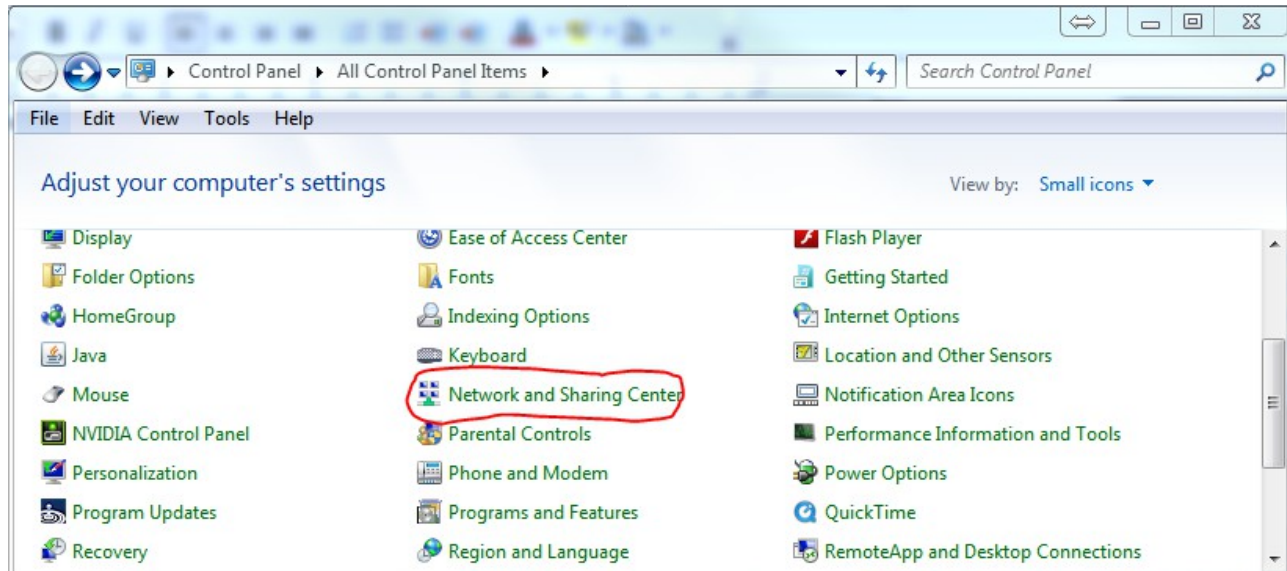 Control Panel All Control Panel Items Search Control Panel
File Edit View Tools Help
Adjust your computer's settings View by: Small icons
Display Ease of Access Center Flash Player
Folder Options Fonts Getting Started
HomeGroup Indexing Options Internet Options
Java Keyboard Location and Other Sensors
Mouse Network and Sharing Center Notification Area Icons
NVIDIA Control Panel Parental Controls Performance Information and Tools
Personalization Phone and Modem Power Options
Program Updates Programs and Features QuickTime
Recovery Region and Language RemoteApp and Desktop Connections